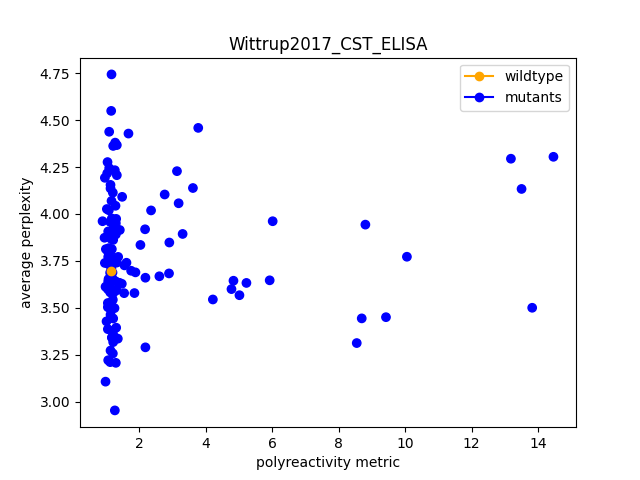 Wittrup2017_CST_ELISA
wildtype
mutants
average perplexity
4.75
4.50
4.25
4.00
3.75
3.50
3.25
3.00
2 4 6 8 10 12 14
polyreactivity metric